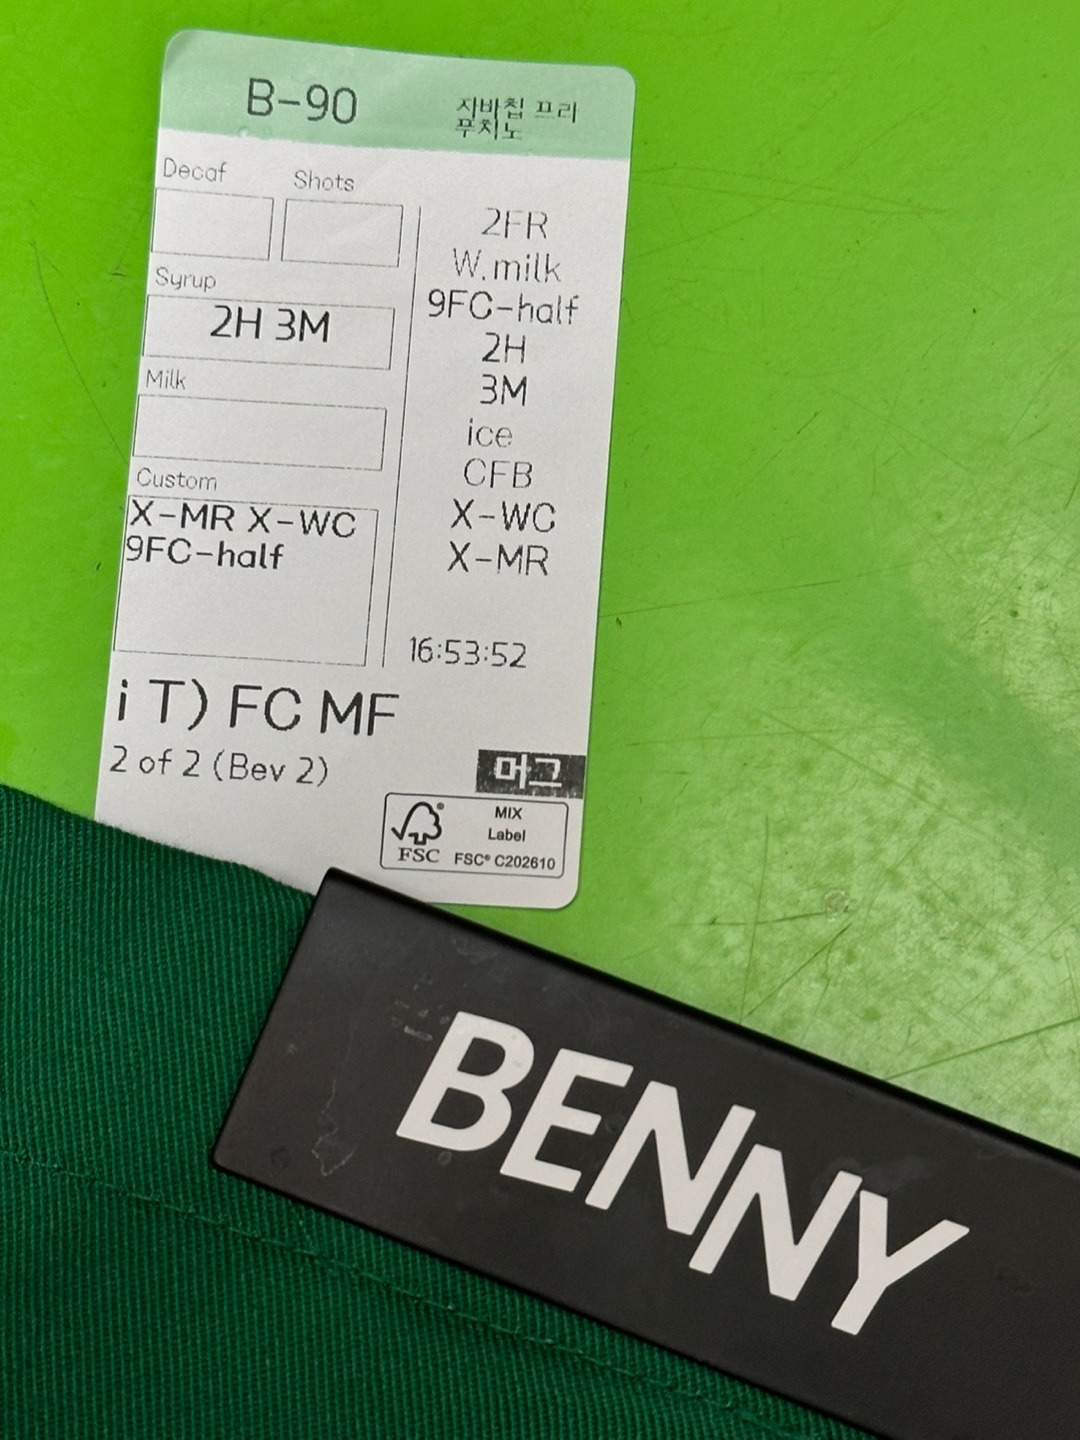 B-90
자바칩 프라
푸치노
Decaf
Shots
Syrup
2H 3M
Milk
Custom
X-MR X-WC
9FC-half
2FR
W.milk
9FC-half
2H
3M
ice
CFB
X-WC
X-MR
16:53:52
i T) FC MF
2 of 2 (Bev 2)
머그
FSC®
MIX
Label
FSC® C202610
BENNY